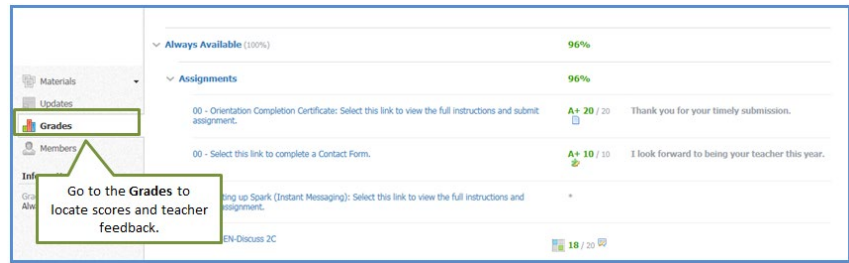 Always Available (100%) 96%
Materials
Assignments 96%
Updates
00 - Orientation Completion Certificate: Select this link to view the full instructions and submit A+ 20 / 20 Thank you for your timely submission.
assignment.
Grades
Members
00 - Select this link to complete a Contact Form. A+ 10 / 10 I look forward to being your teacher this year.
Go to the Grades to
locate scores and teacher
feedback.
ting up Spark (Instant Messaging): Select this link to view the full instructions and *
assignment.
EN-Discuss 2C 18 / 20